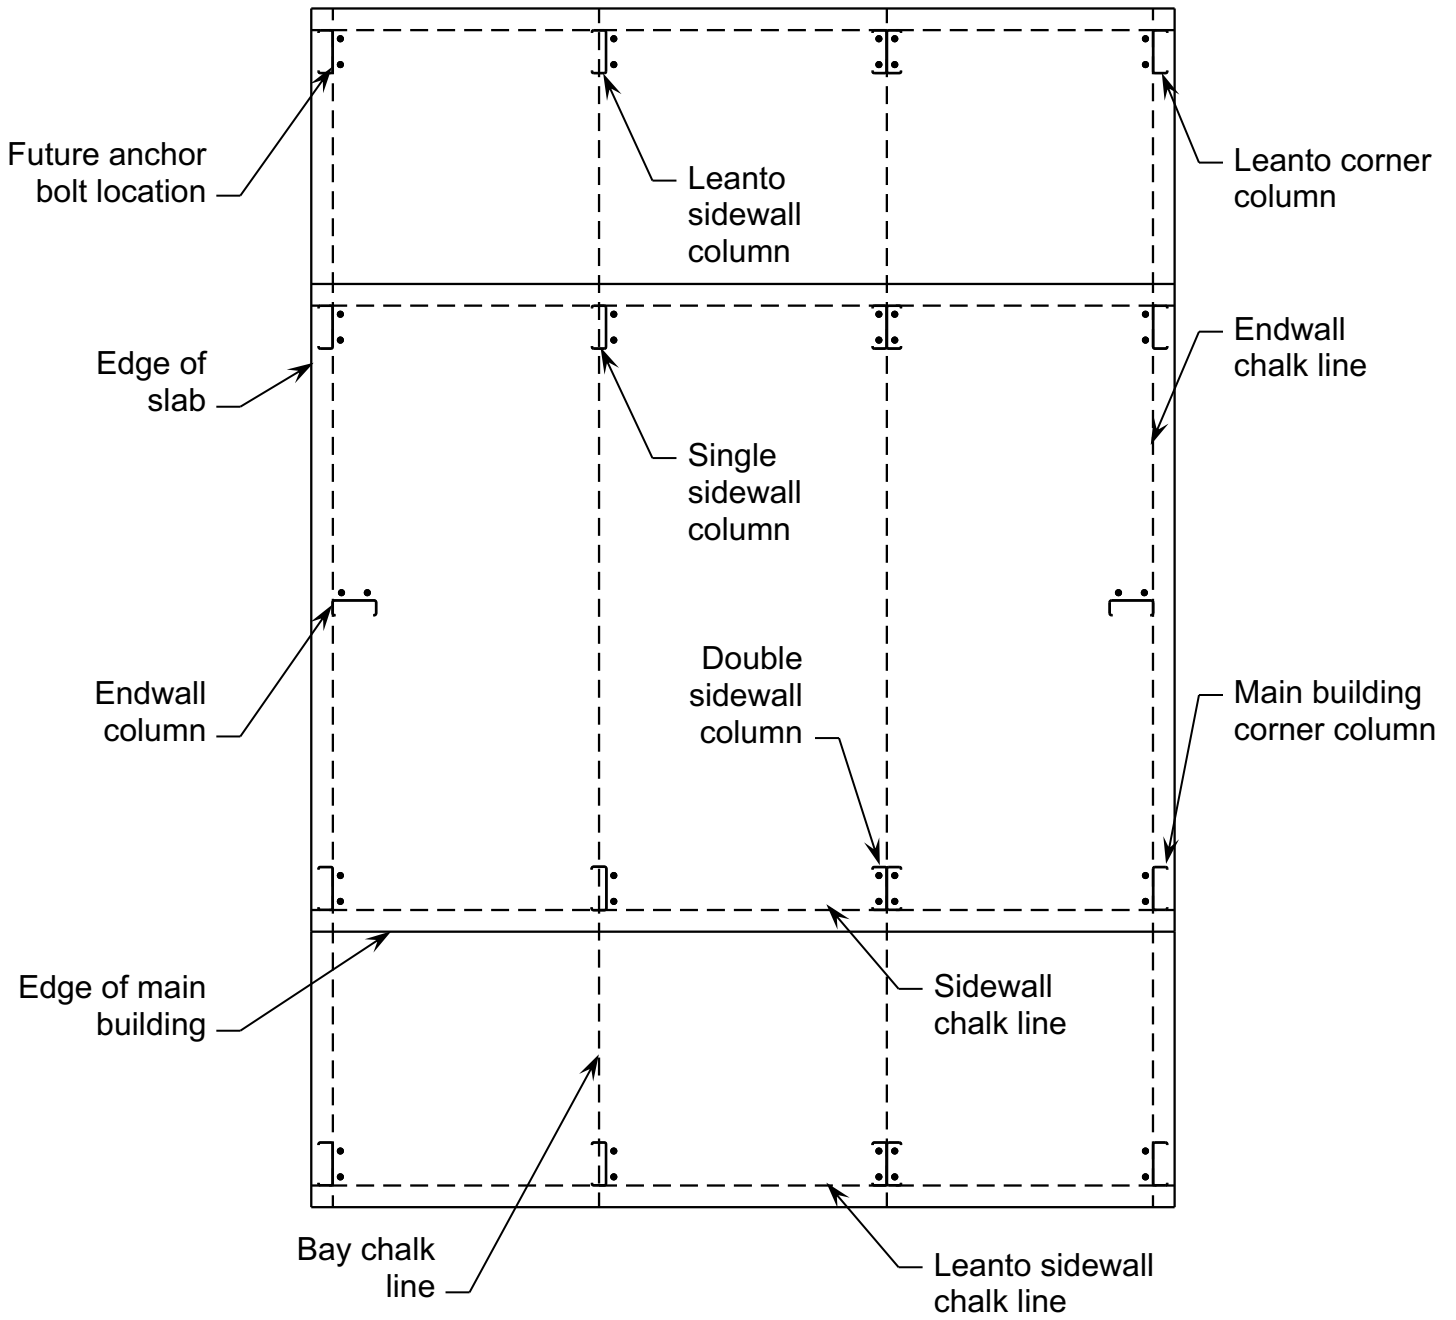 Future anchor
bolt location
Leanto
sidewall
column
Leanto corner
column
Edge of
slab
Endwall
chalk line
Single
sidewall
column
Endwall
column
Double
sidewall
column
Main building
corner column
Edge of main
building
Sidewall
chalk line
Bay chalk
line
Leanto sidewall
chalk line